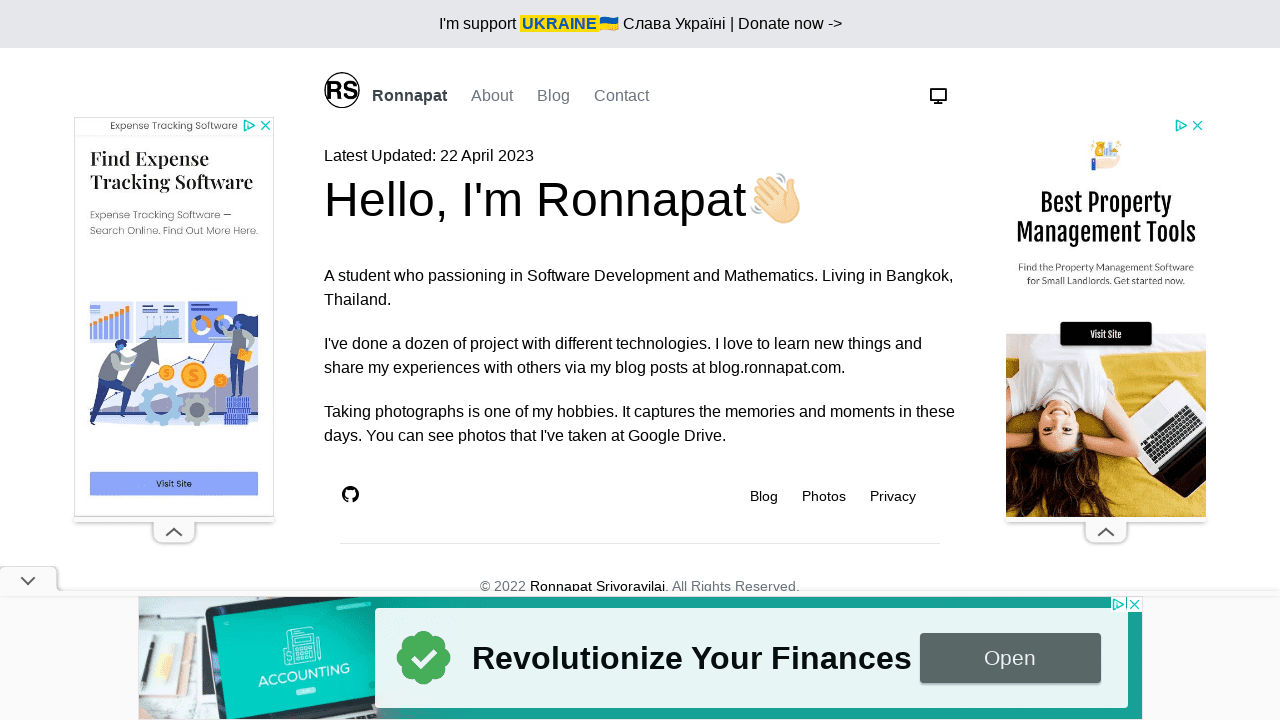 I'm support UKRAINE🇺🇦 Слава Україні | Donate now ->
RS Ronnapat About Blog Contact
Latest Updated: 22 April 2023
Hello, I'm Ronnapat👋🏻
A student who passioning in Software Development and Mathematics. Living in Bangkok,
Thailand.
I've done a dozen of project with different technologies. I love to learn new things and
share my experiences with others via my blog posts at blog.ronnapat.com.
Taking photographs is one of my hobbies. It captures the memories and moments in these
days. You can see photos that I've taken at Google Drive.
Blog Photos Privacy
© 2022 Ronnapat Srivoravilai. All Rights Reserved.
Expense Tracking Software
Find Expense
Tracking Software
Expense Tracking Software —
Search Online. Find Out More Here.
Visit Site
Best Property
Management Tools
Find the Property Management Software
for Small Landlords. Get started now.
Visit Site
ACCOUNTING
Revolutionize Your Finances
Open